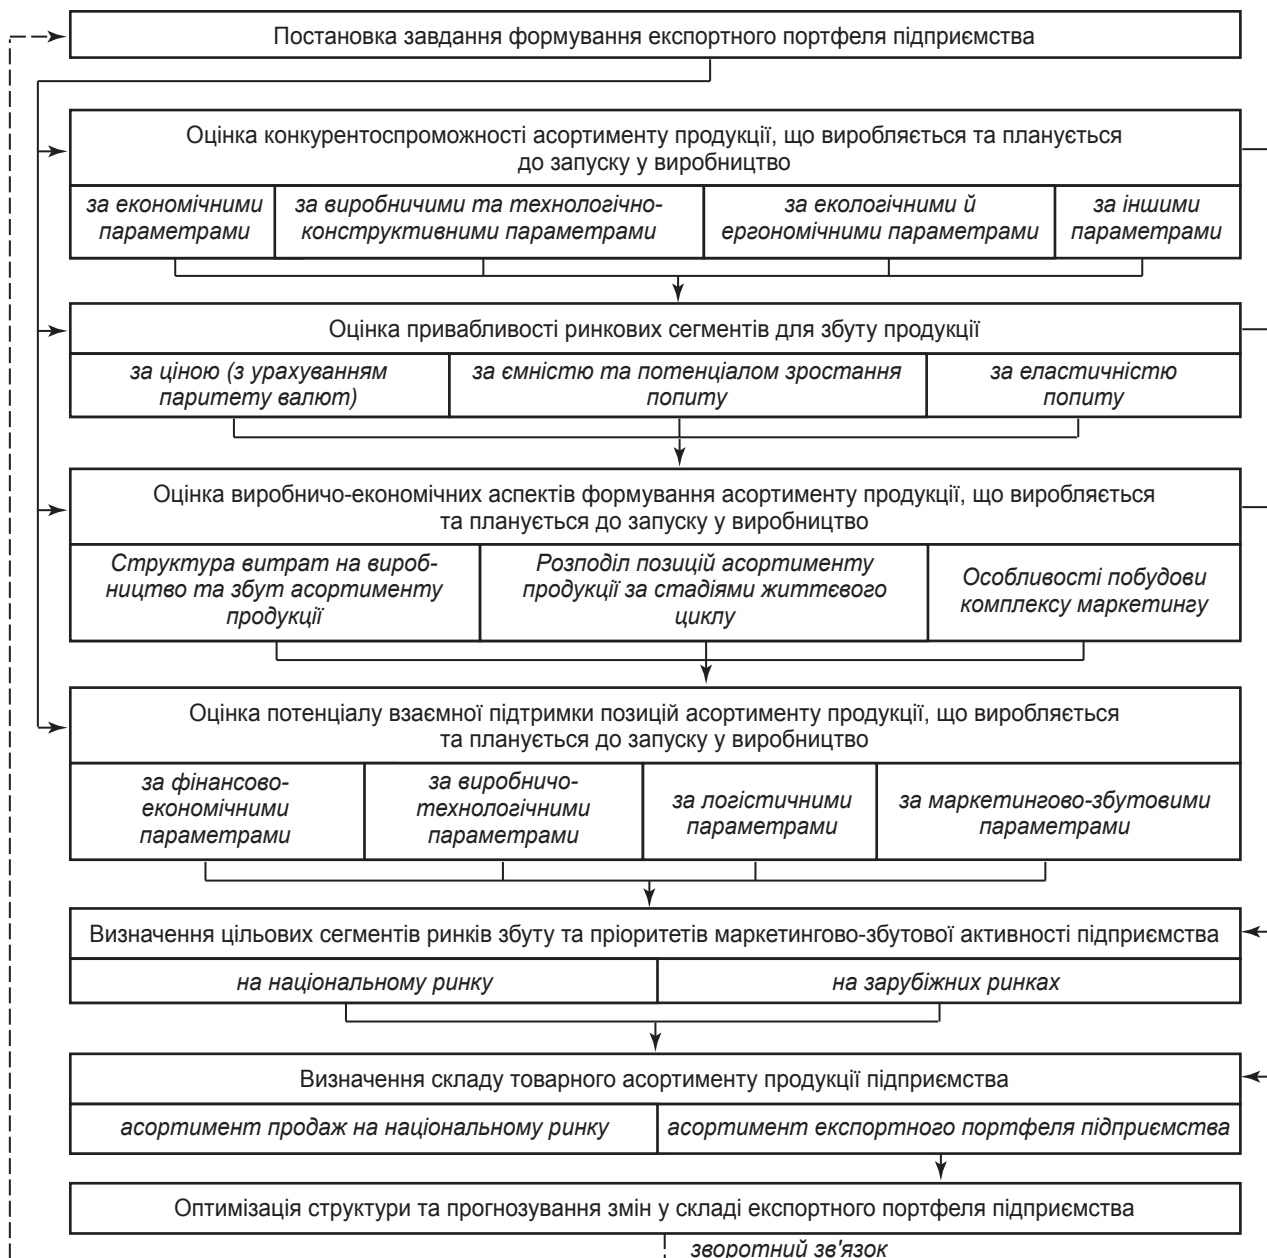 Постановка завдання формування експортного портфеля підприємства
Оцінка конкурентоспроможності асортименту продукції, що виробляється та планується
до запуску у виробництво
за економічними
параметрами
за виробничими та технологічно-
конструктивними параметрами
за екологічними й
ергономічними параметрами
за іншими
параметрами
Оцінка привабливості ринкових сегментів для збуту продукції
за ціною (з урахуванням
паритету валют)
за ємністю та потенціалом зростання
попиту
за еластичністю
попиту
Оцінка виробничо-економічних аспектів формування асортименту продукції, що виробляється
та планується до запуску у виробництво
Структура витрат на вироб-
ництво та збут асортименту
продукції
Розподіл позицій асортименту
продукції за стадіями життєвого
циклу
Особливості побудови
комплексу маркетингу
Оцінка потенціалу взаємної підтримки позицій асортименту продукції, що виробляється
та планується до запуску у виробництво
за фінансово-
економічними
параметрами
за виробничо-
технологічними
параметрами
за логістичними
параметрами
за маркетингово-збутовими
параметрами
Визначення цільових сегментів ринків збуту та пріоритетів маркетингово-збутової активності підприємства
на національному ринку
на зарубіжних ринках
Визначення складу товарного асортименту продукції підприємства
асортимент продаж на національному ринку
асортимент експортного портфеля підприємства
Оптимізація структури та прогнозування змін у складі експортного портфеля підприємства
зворотний зв'язок